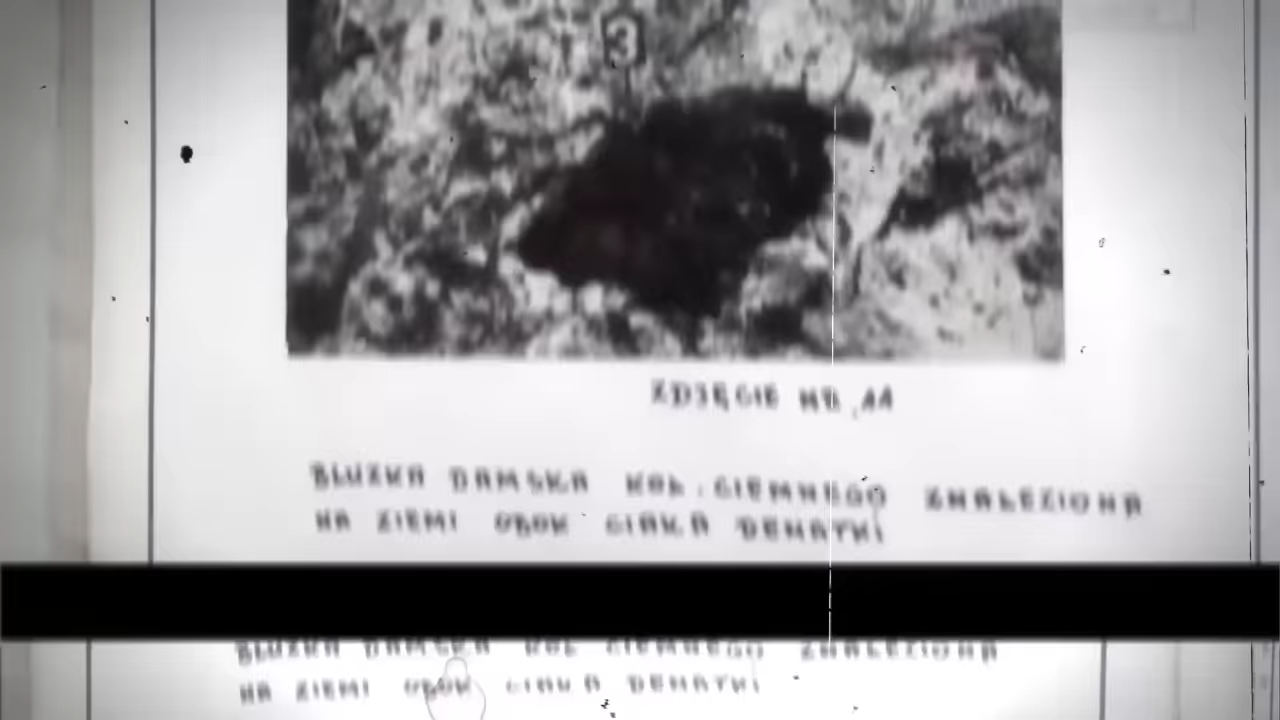 3
ZDJĘCIE NR 11
BLUZKA DAMSKA KOL. CIEMNEGO ZNALEZIONA
NA ZIEMI OBOK CIAŁA DENATKI
BLUZKA DAMSKA KOL CIEMNEGO ZNALEZIONA
NA ZIEMI OBOK CIAŁA DENATKI